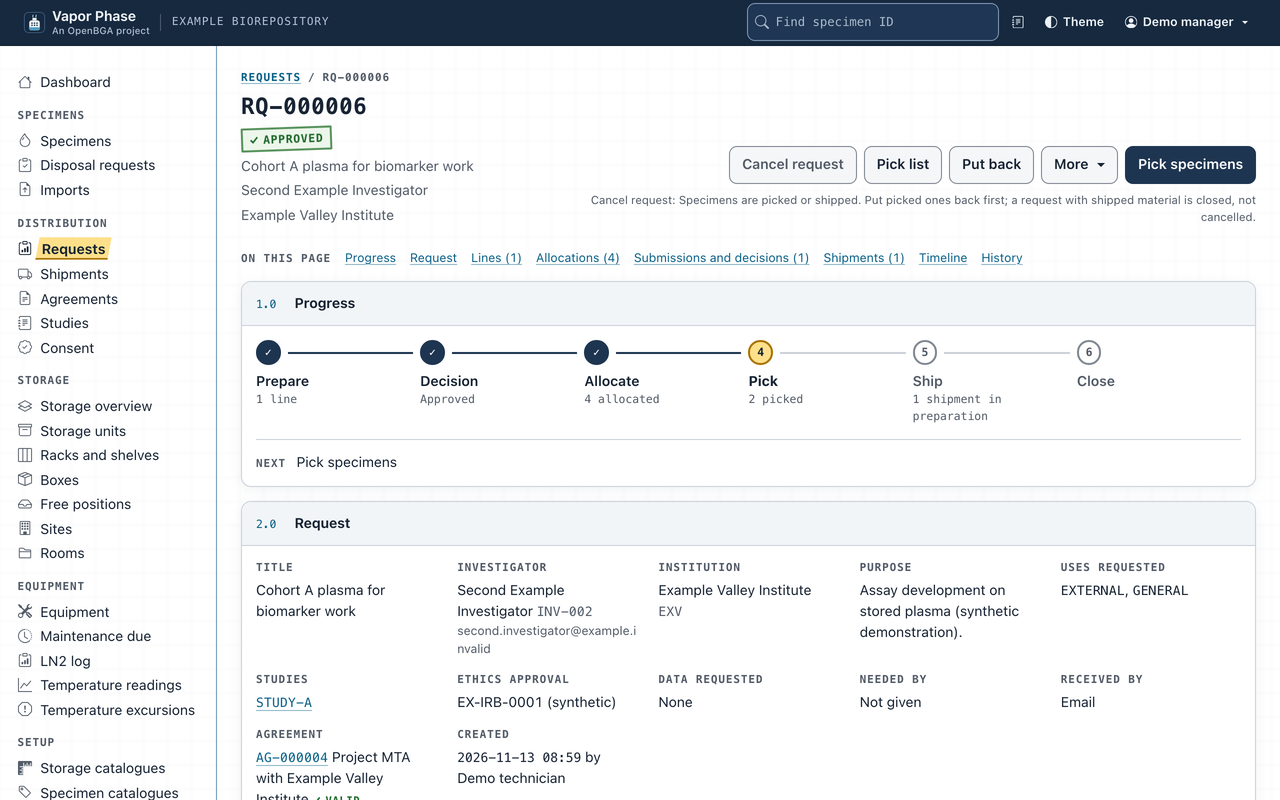 Vapor Phase
An OpenBGA project
EXAMPLE BIOREPOSITORY
Find specimen ID
Theme
Demo manager
Dashboard
SPECIMENS
Specimens
Disposal requests
Imports
DISTRIBUTION
Requests
Shipments
Agreements
Studies
Consent
STORAGE
Storage overview
Storage units
Racks and shelves
Boxes
Free positions
Sites
Rooms
EQUIPMENT
Equipment
Maintenance due
LN2 log
Temperature readings
Temperature excursions
SETUP
Storage catalogues
Specimen catalogues
REQUESTS / RQ-000006
RQ-000006
✓ APPROVED
Cohort A plasma for biomarker work
Second Example Investigator
Example Valley Institute
Cancel request
Pick list
Put back
More
Pick specimens
Cancel request: Specimens are picked or shipped. Put picked ones back first; a request with shipped material is closed, not
cancelled.
ON THIS PAGE Progress Request Lines (1) Allocations (4) Submissions and decisions (1) Shipments (1) Timeline History
1.0 Progress
✓ ✓ ✓ 4 5 6
Prepare Decision Allocate Pick Ship Close
1 line Approved 4 allocated 2 picked 1 shipment in
preparation
NEXT Pick specimens
2.0 Request
TITLE
Cohort A plasma for
biomarker work
INVESTIGATOR
Second Example
Investigator INV-002
second.investigator@example.i
nvalid
INSTITUTION
Example Valley Institute
EXV
PURPOSE
Assay development on
stored plasma (synthetic
demonstration).
USES REQUESTED
EXTERNAL, GENERAL
STUDIES
STUDY-A
ETHICS APPROVAL
EX-IRB-0001 (synthetic)
DATA REQUESTED
None
NEEDED BY
Not given
RECEIVED BY
Email
AGREEMENT
AG-000004 Project MTA
with Example Valley
Institute ✓ VALID
CREATED
2026-11-13 08:59 by
Demo technician